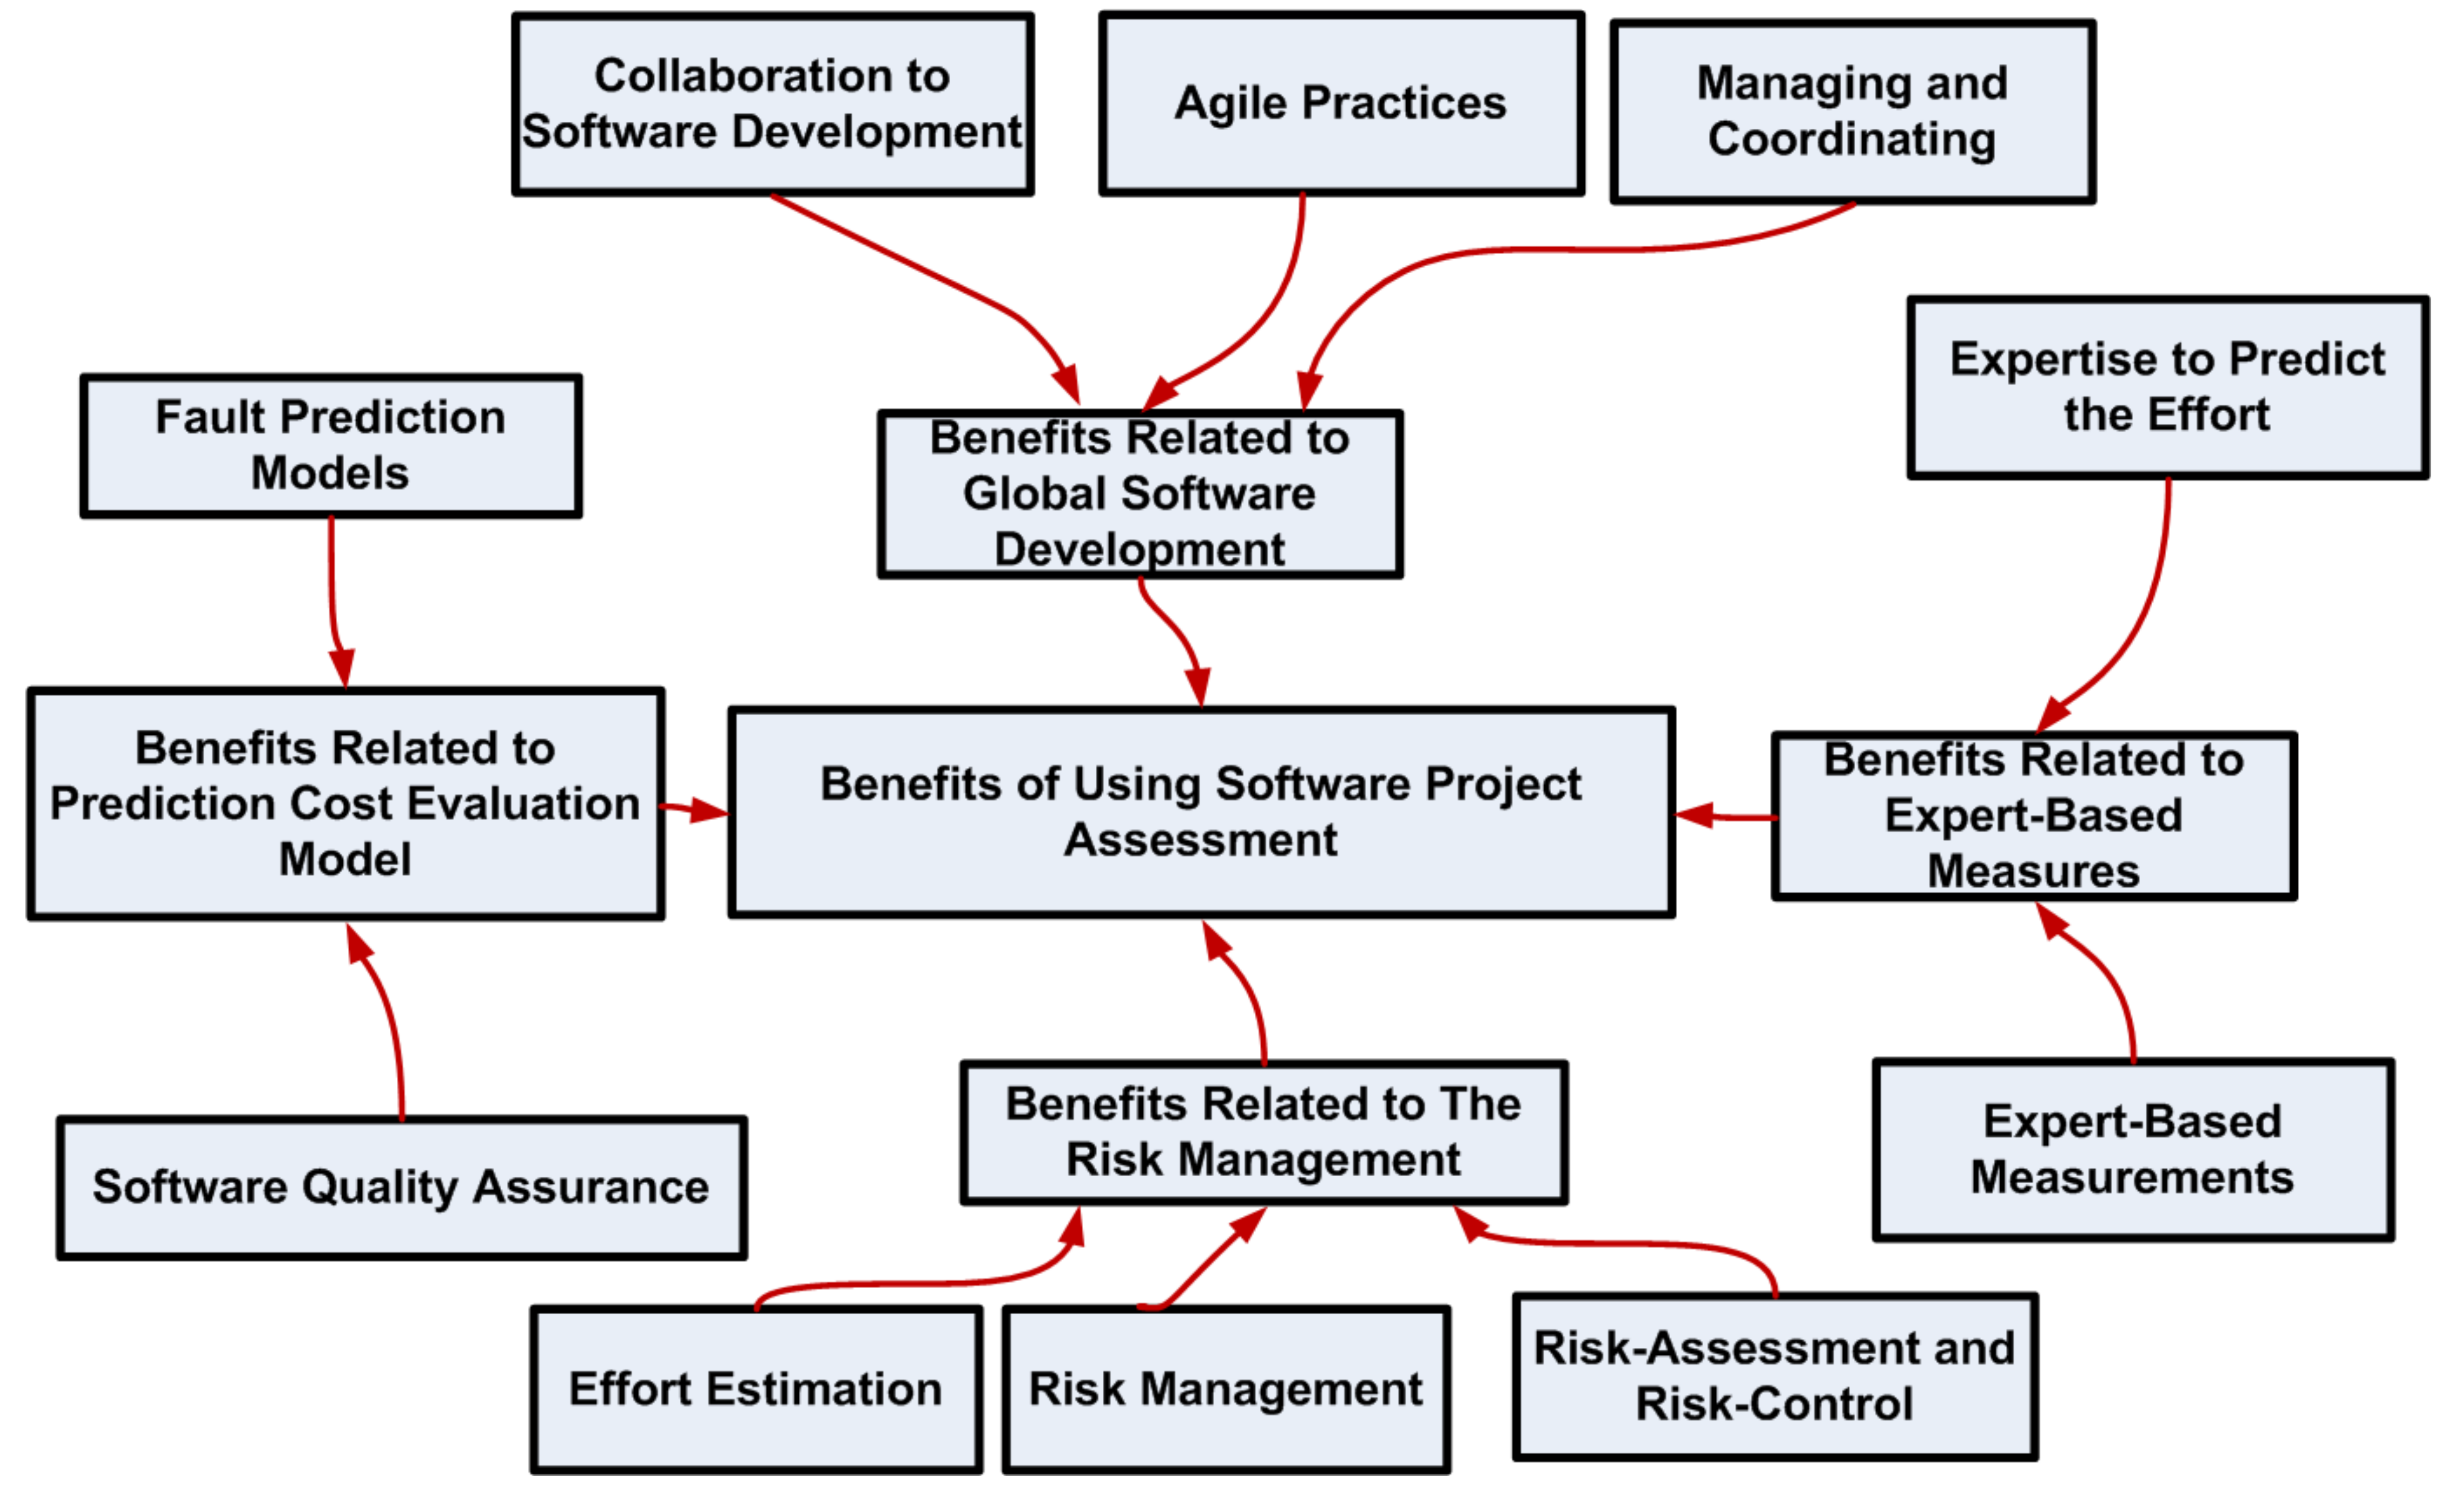 Collaboration to
Software Development
Agile Practices
Managing and
Coordinating
Expertise to Predict
the Effort
Fault Prediction
Models
Benefits Related to
Global Software
Development
Benefits Related to
Prediction Cost Evaluation
Model
Benefits of Using Software Project
Assessment
Benefits Related to
Expert-Based
Measures
Software Quality Assurance
Benefits Related to The
Risk Management
Expert-Based
Measurements
Effort Estimation
Risk Management
Risk-Assessment and
Risk-Control